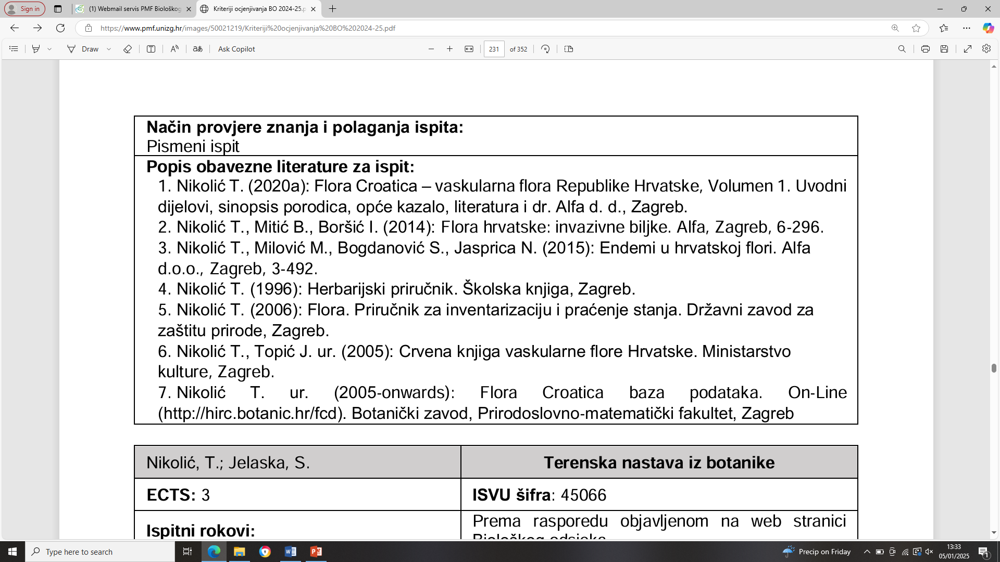 Sign in
(1) Webmail servis PMF Biološkog
Kriteriji ocjenjivanja BO 2024-25.p
https://www.pmf.unizg.hr/images/50021219/Kriteriji%20ocjenjivanja%20BO%202024-25.pdf
Draw
Ask Copilot
231 of 352
Način provjere znanja i polaganja ispita:
Pismeni ispit
Popis obavezne literature za ispit:
1. Nikolić T. (2020a): Flora Croatica – vaskularna flora Republike Hrvatske, Volumen 1. Uvodni
dijelovi, sinopsis porodica, opće kazalo, literatura i dr. Alfa d. d., Zagreb.
2. Nikolić T., Mitić B., Boršić I. (2014): Flora hrvatske: invazivne biljke. Alfa, Zagreb, 6-296.
3. Nikolić T., Milović M., Bogdanović S., Jasprica N. (2015): Endemi u hrvatskoj flori. Alfa
d.o.o., Zagreb, 3-492.
4. Nikolić T. (1996): Herbarijski priručnik. Školska knjiga, Zagreb.
5. Nikolić T. (2006): Flora. Priručnik za inventarizaciju i praćenje stanja. Državni zavod za
zaštitu prirode, Zagreb.
6. Nikolić T., Topić J. ur. (2005): Crvena knjiga vaskularne flore Hrvatske. Ministarstvo
kulture, Zagreb.
7. Nikolić T. ur. (2005-onwards): Flora Croatica baza podataka. On-Line
(http://hirc.botanic.hr/fcd). Botanički zavod, Prirodoslovno-matematički fakultet, Zagreb
Nikolić, T.; Jelaska, S.
Terenska nastava iz botanike
ECTS: 3
ISVU šifra: 45066
Ispitni rokovi:
Prema rasporedu objavljenom na web stranici
Biološkog odsjeka
Type here to search
Precip on Friday
13:33
05/01/2025
1